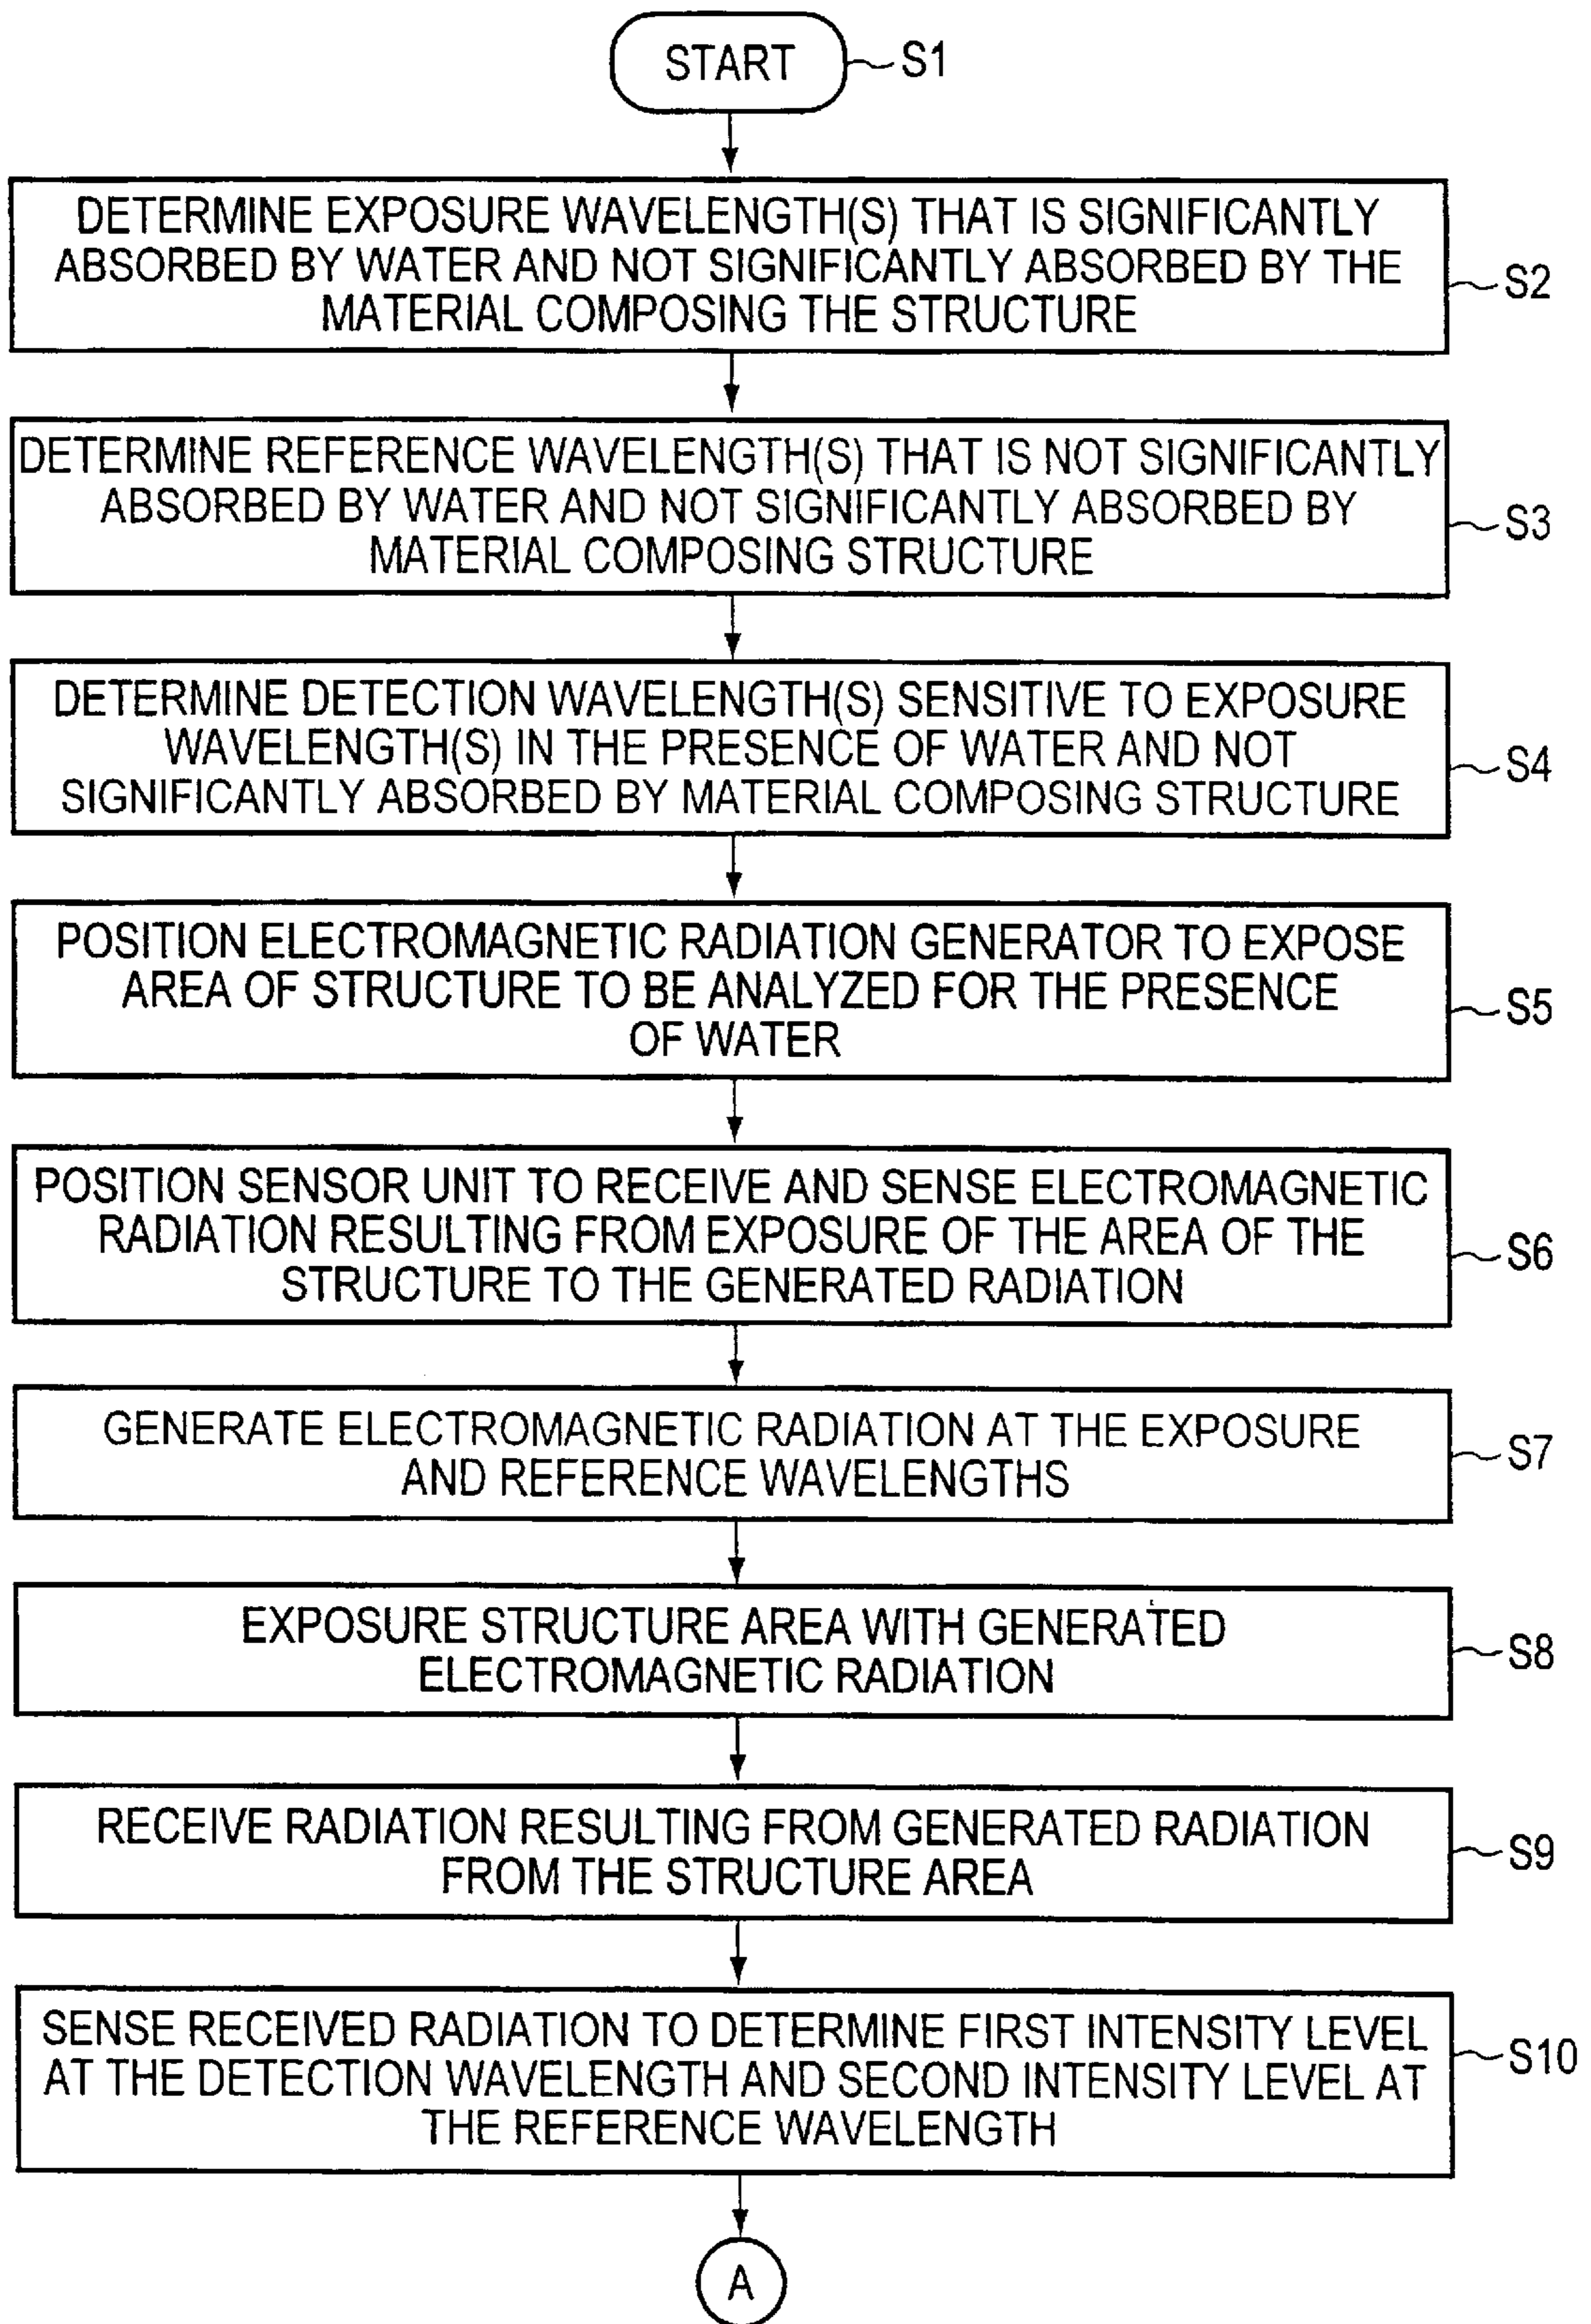 START
S1
DETERMINE EXPOSURE WAVELENGTH(S) THAT IS SIGNIFICANTLY
ABSORBED BY WATER AND NOT SIGNIFICANTLY ABSORBED BY THE
MATERIAL COMPOSING THE STRUCTURE
S2
DETERMINE REFERENCE WAVELENGTH(S) THAT IS NOT SIGNIFICANTLY
ABSORBED BY WATER AND NOT SIGNIFICANTLY ABSORBED BY
MATERIAL COMPOSING STRUCTURE
S3
DETERMINE DETECTION WAVELENGTH(S) SENSITIVE TO EXPOSURE
WAVELENGTH(S) IN THE PRESENCE OF WATER AND NOT
SIGNIFICANTLY ABSORBED BY MATERIAL COMPOSING STRUCTURE
S4
POSITION ELECTROMAGNETIC RADIATION GENERATOR TO EXPOSE
AREA OF STRUCTURE TO BE ANALYZED FOR THE PRESENCE
OF WATER
S5
POSITION SENSOR UNIT TO RECEIVE AND SENSE ELECTROMAGNETIC
RADIATION RESULTING FROM EXPOSURE OF THE AREA OF THE
STRUCTURE TO THE GENERATED RADIATION
S6
GENERATE ELECTROMAGNETIC RADIATION AT THE EXPOSURE
AND REFERENCE WAVELENGTHS
S7
EXPOSURE STRUCTURE AREA WITH GENERATED
ELECTROMAGNETIC RADIATION
S8
RECEIVE RADIATION RESULTING FROM GENERATED RADIATION
FROM THE STRUCTURE AREA
S9
SENSE RECEIVED RADIATION TO DETERMINE FIRST INTENSITY LEVEL
AT THE DETECTION WAVELENGTH AND SECOND INTENSITY LEVEL AT
THE REFERENCE WAVELENGTH
S10
A